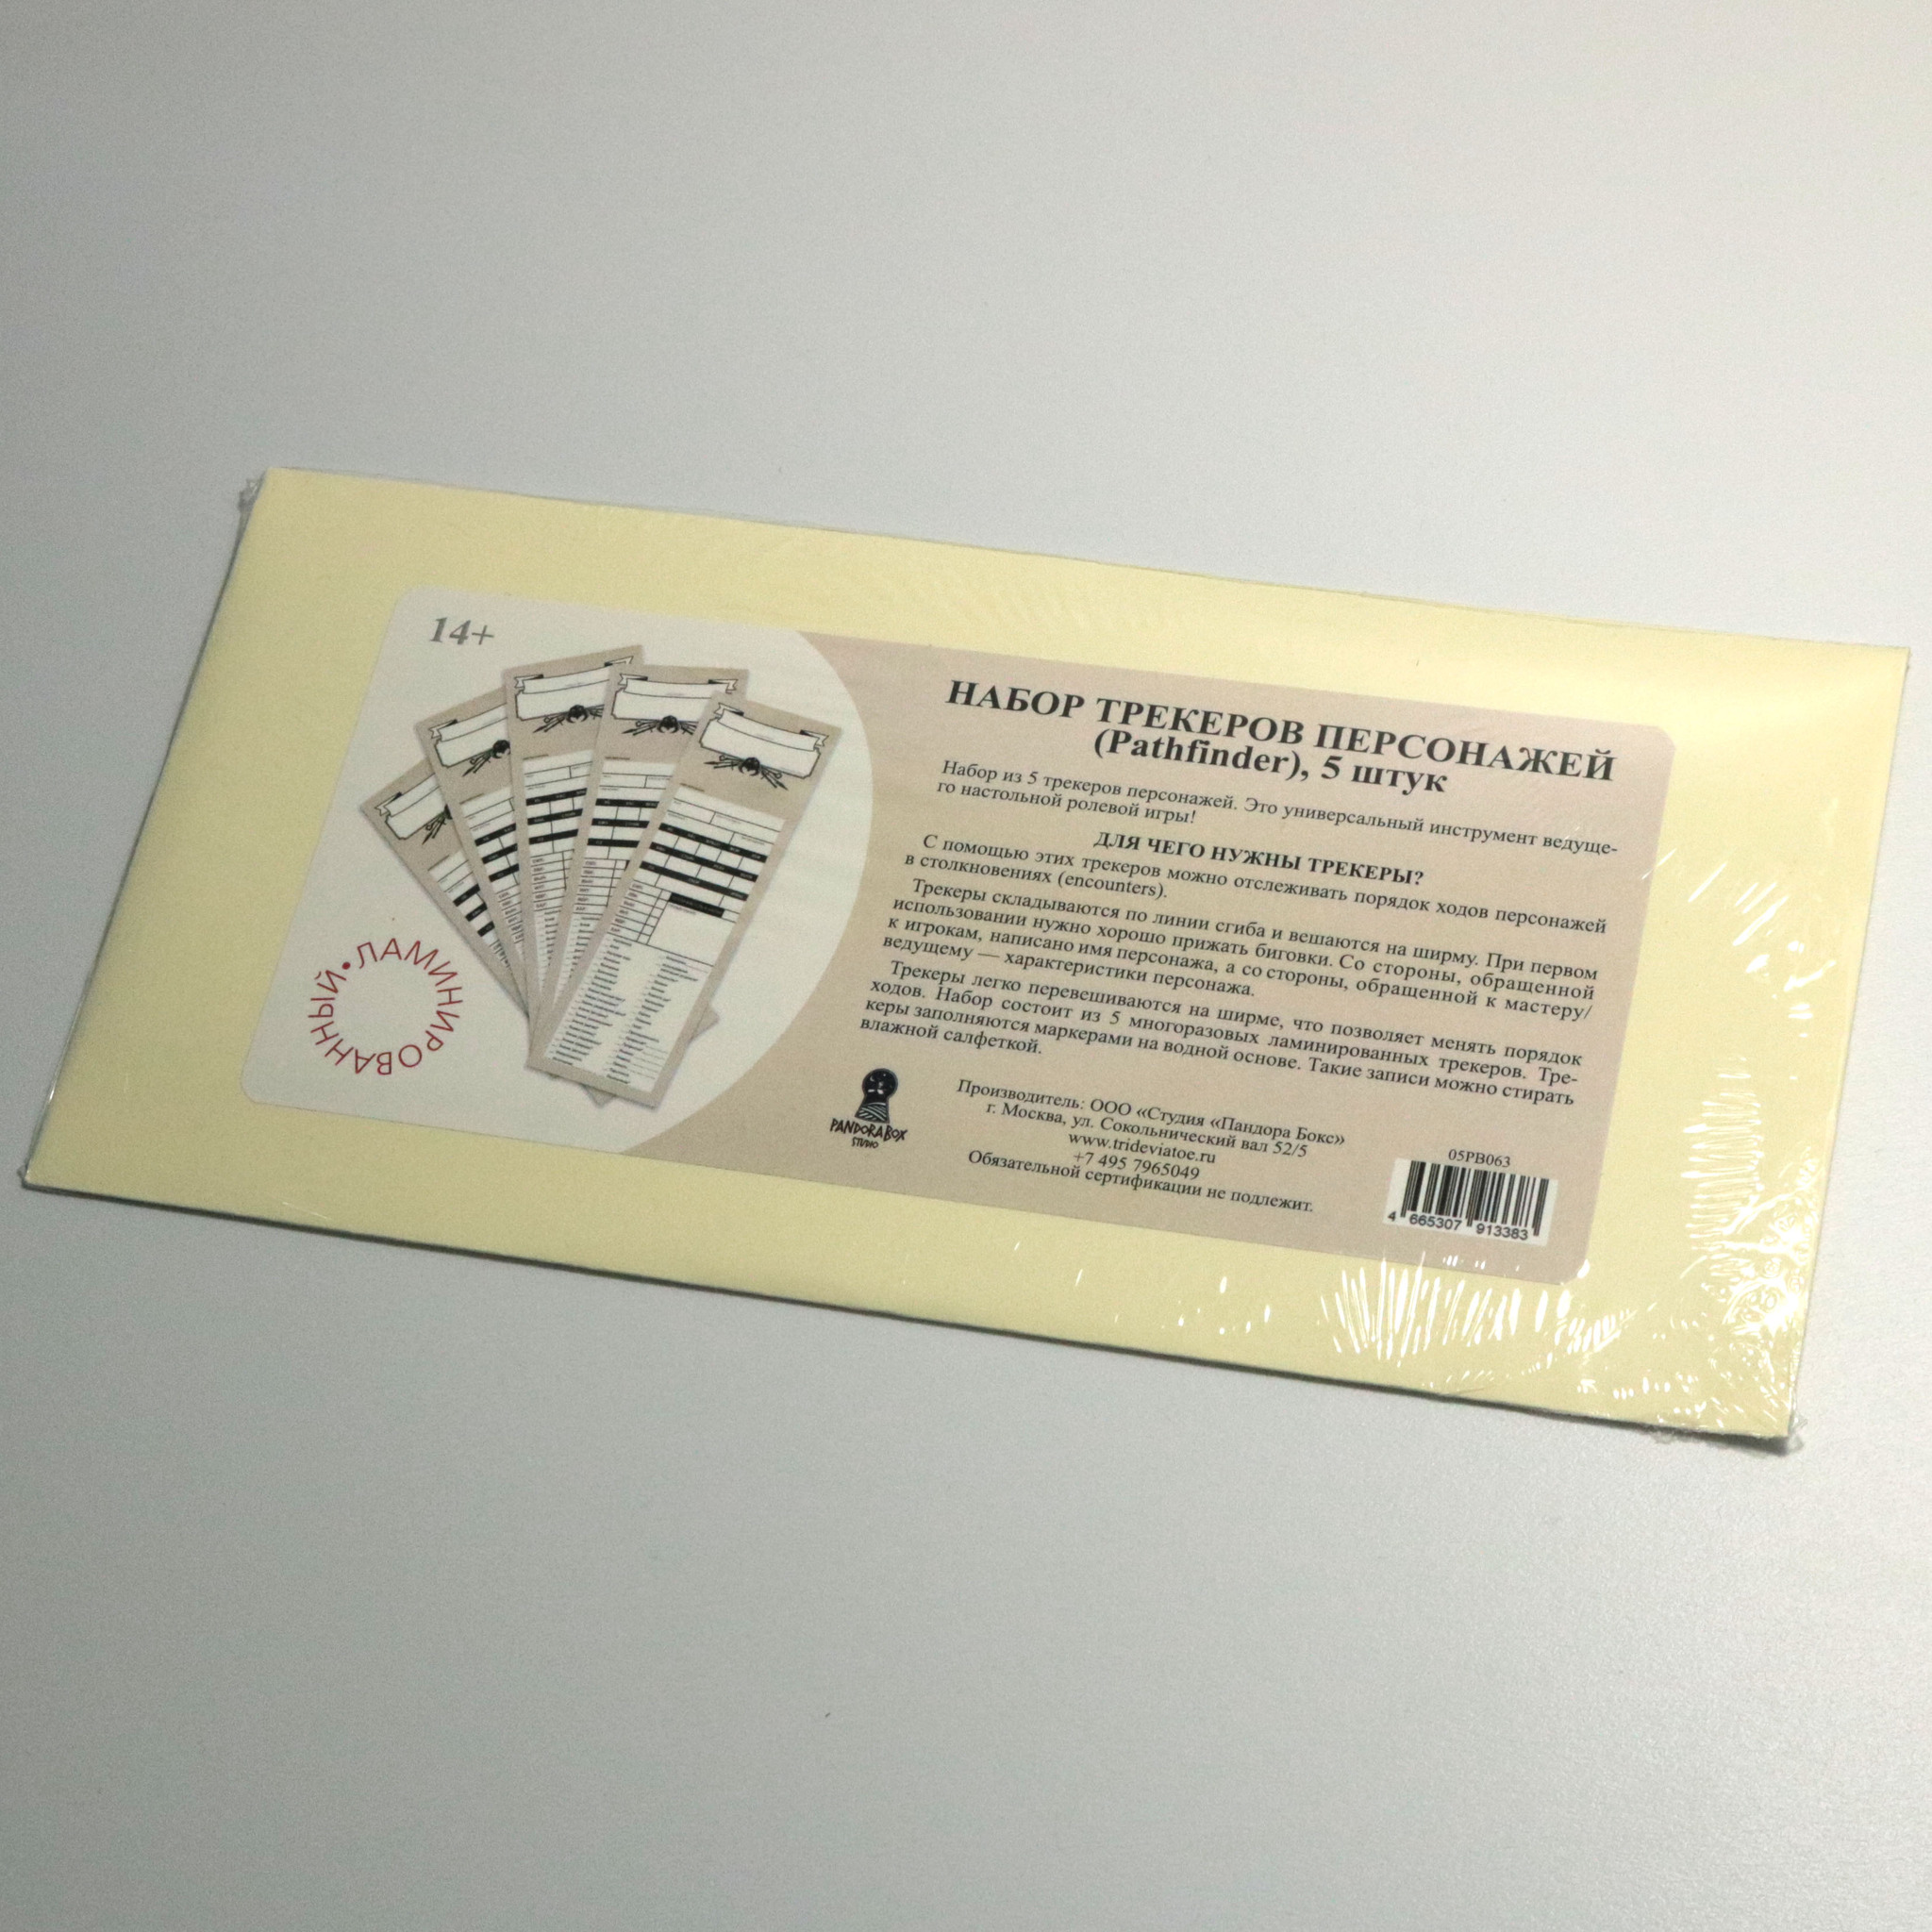 14+
ЛАМИНИРОВАННЫЙ •
НАБОР ТРЕКЕРОВ ПЕРСОНАЖЕЙ
(Pathfinder), 5 штук
Набор из 5 трекеров персонажей. Это универсальный инструмент ведуще-
го настольной ролевой игры!
ДЛЯ ЧЕГО НУЖНЫ ТРЕКЕРЫ?
С помощью этих трекеров можно отслеживать порядок ходов персонажей
в столкновениях (encounters).
Трекеры складываются по линии сгиба и вешаются на ширму. При первом
использовании нужно хорошо прижать биговки. Со стороны, обращенной
к игрокам, написано имя персонажа, а со стороны, обращенной к мастеру/
ведущему — характеристики персонажа.
Трекеры легко перевешиваются на ширме, что позволяет менять порядок
ходов. Набор состоит из 5 многоразовых ламинированных трекеров. Тре-
керы заполняются маркерами на водной основе. Такие записи можно стирать
влажной салфеткой.
PANDORA BOX
STUDIO
Производитель: ООО «Студия «Пандора Бокс»
г. Москва, ул. Сокольнический вал 52/5
www.trideviatoe.ru
+7 495 7965049
Обязательной сертификации не подлежит.
05PB063
4 665307 913383